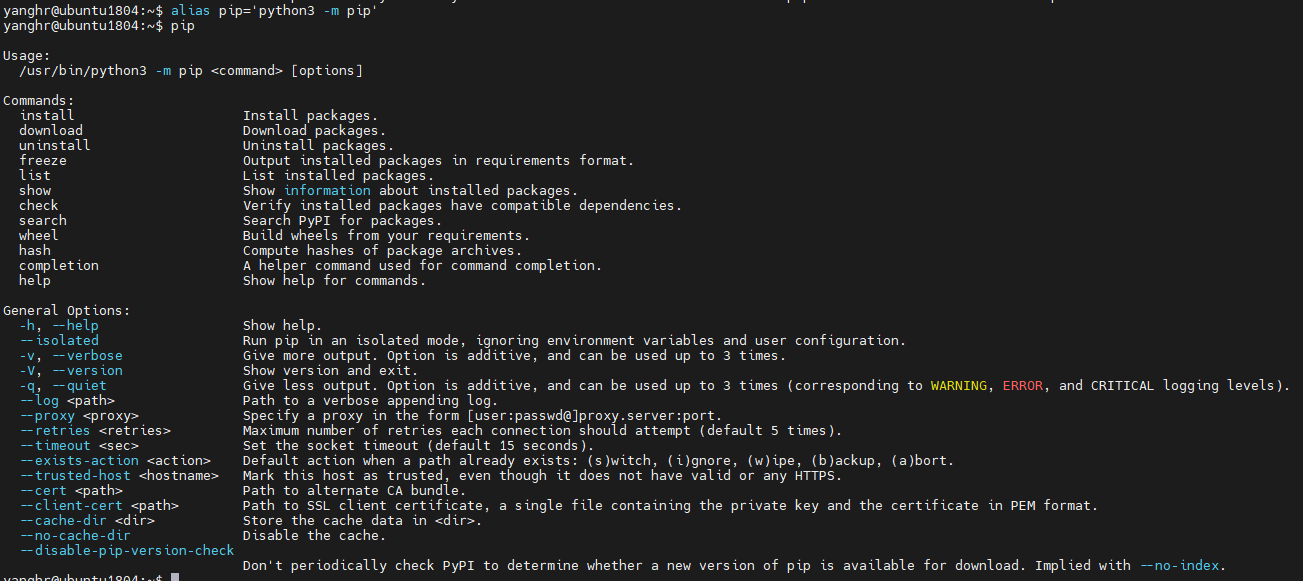 yanghr@ubuntu1804:~$ alias pip='python3 -m pip'
yanghr@ubuntu1804:~$ pip

Usage:
  /usr/bin/python3 -m pip <command> [options]

Commands:
  install                     Install packages.
  download                    Download packages.
  uninstall                   Uninstall packages.
  freeze                      Output installed packages in requirements format.
  list                        List installed packages.
  show                        Show information about installed packages.
  check                       Verify installed packages have compatible dependencies.
  search                      Search PyPI for packages.
  wheel                       Build wheels from your requirements.
  hash                        Compute hashes of package archives.
  completion                  A helper command used for command completion.
  help                        Show help for commands.

General Options:
  -h, --help                  Show help.
  --isolated                  Run pip in an isolated mode, ignoring environment variables and user configuration.
  -v, --verbose               Give more output. Option is additive, and can be used up to 3 times.
  -V, --version               Show version and exit.
  -q, --quiet                 Give less output. Option is additive, and can be used up to 3 times (corresponding to WARNING, ERROR, and CRITICAL logging levels).
  --log <path>                Path to a verbose appending log.
  --proxy <proxy>             Specify a proxy in the form [user:passwd@]proxy.server:port.
  --retries <retries>         Maximum number of retries each connection should attempt (default 5 times).
  --timeout <sec>             Set the socket timeout (default 15 seconds).
  --exists-action <action>    Default action when a path already exists: (s)witch, (i)gnore, (w)ipe, (b)ackup, (a)bort.
  --trusted-host <hostname>   Mark this host as trusted, even though it does not have valid or any HTTPS.
  --cert <path>               Path to alternate CA bundle.
  --client-cert <path>        Path to SSL client certificate, a single file containing the private key and the certificate in PEM format.
  --cache-dir <dir>           Store the cache data in <dir>.
  --no-cache-dir              Disable the cache.
  --disable-pip-version-check
                              Don't periodically check PyPI to determine whether a new version of pip is available for download. Implied with --no-index.
yanghr@ubuntu1804:~$